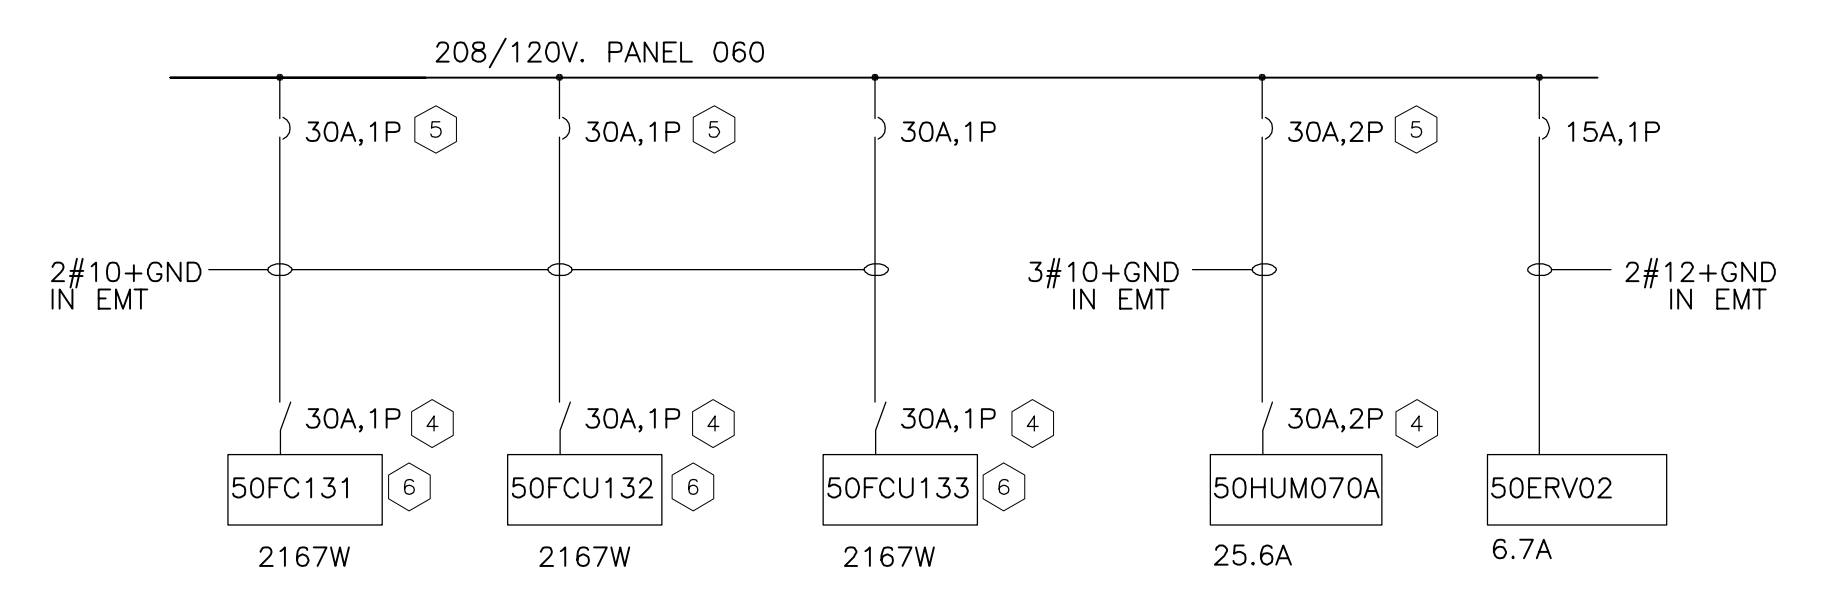 208/120V. PANEL 060
30A,1P 5
30A,1P 5
30A,1P
30A,2P 5
15A,1P
2#10+GND
IN EMT
3#10+GND
IN EMT
2#12+GND
IN EMT
30A,1P 4
30A,1P 4
30A,1P 4
30A,2P 4
50FC131 6
50FCU132 6
50FCU133 6
50HUM070A
50ERV02
2167W
2167W
2167W
25.6A
6.7A